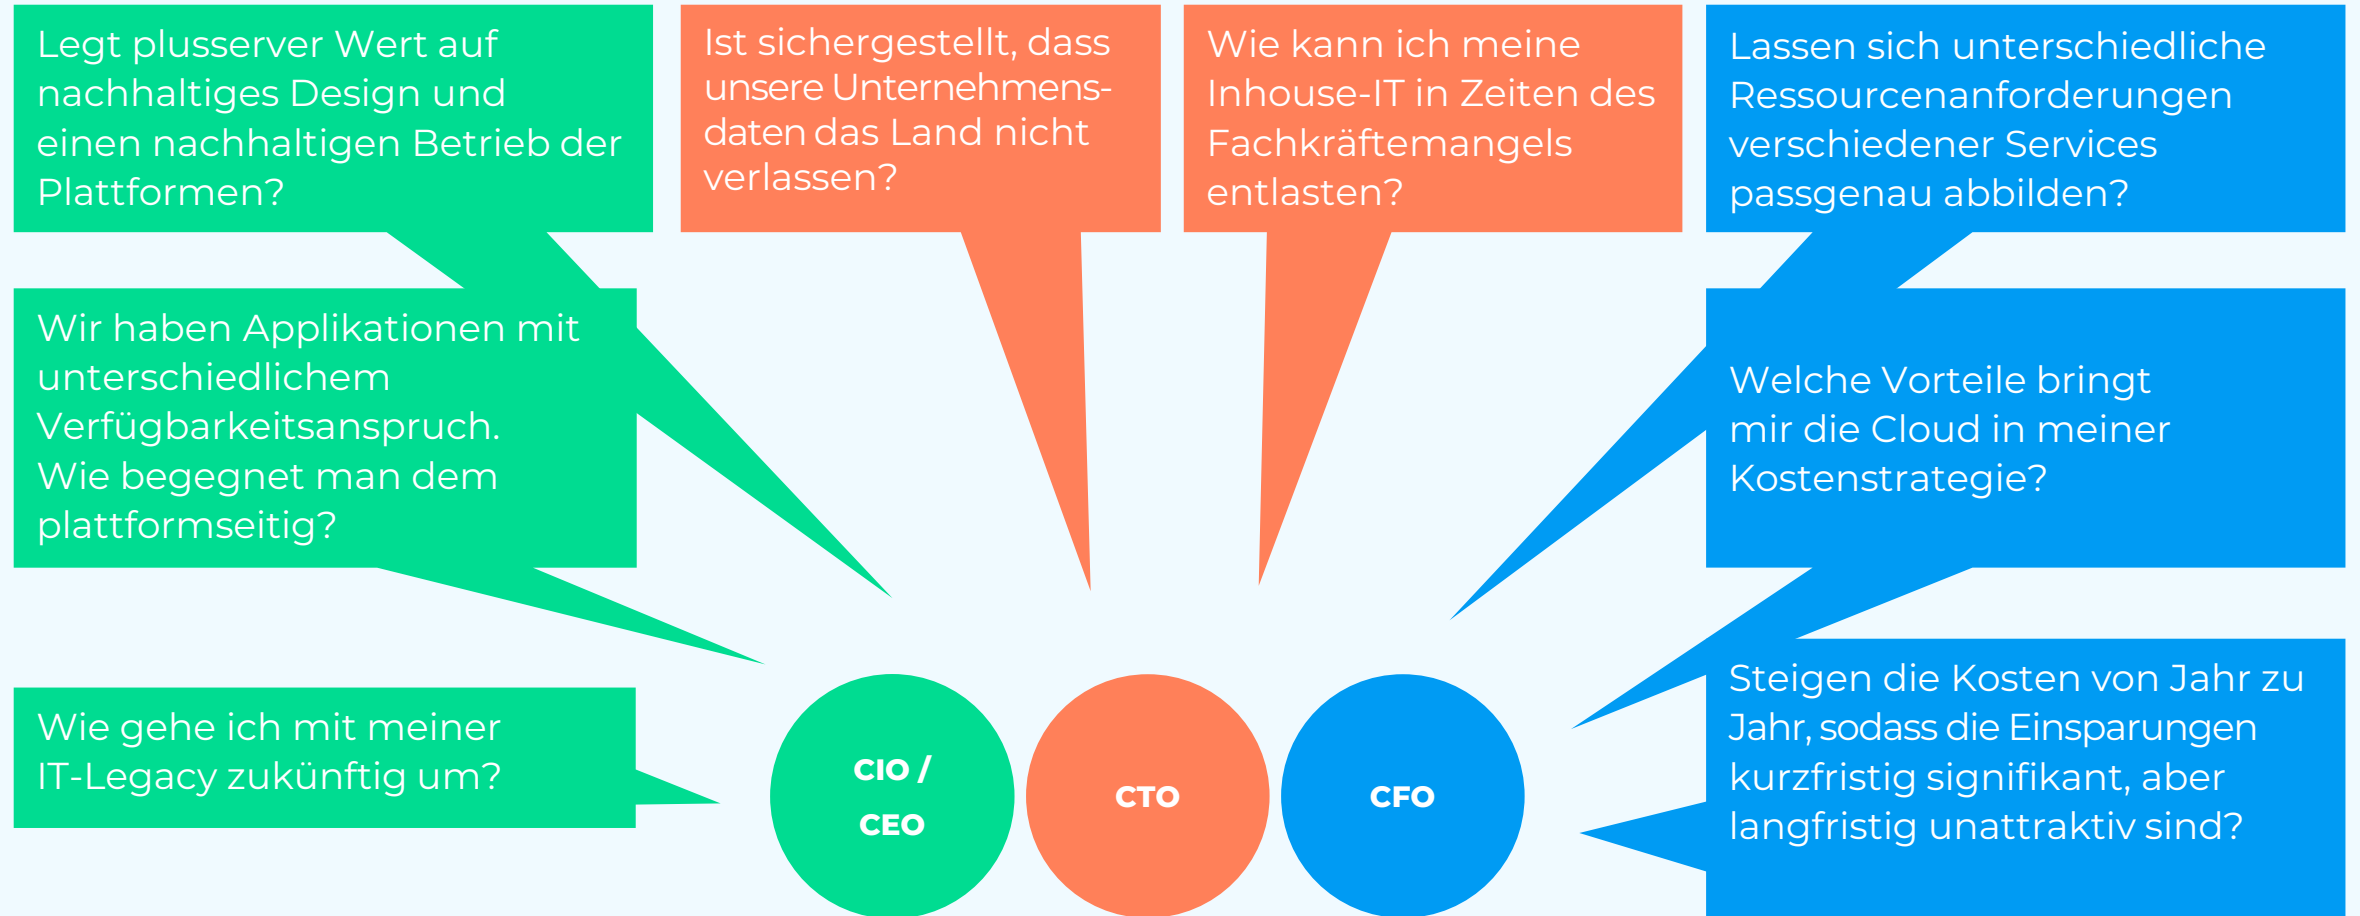 Legt plusserver Wert auf
nachhaltiges Design und
einen nachhaltigen Betrieb der
Plattformen?
Ist sichergestellt, dass
unsere Unternehmens-
daten das Land nicht
verlassen?
Wie kann ich meine
Inhouse-IT in Zeiten des
Fachkräftemangels
entlasten?
Lassen sich unterschiedliche
Ressourcenanforderungen
verschiedener Services
passgenau abbilden?
Wir haben Applikationen mit
unterschiedlichem
Verfügbarkeitsanspruch.
Wie begegnet man dem
plattformseitig?
Welche Vorteile bringt
mir die Cloud in meiner
Kostenstrategie?
Wie gehe ich mit meiner
IT-Legacy zukünftig um?
Steigen die Kosten von Jahr zu
Jahr, sodass die Einsparungen
kurzfristig signifikant, aber
langfristig unattraktiv sind?
CIO /
CEO
CTO
CFO